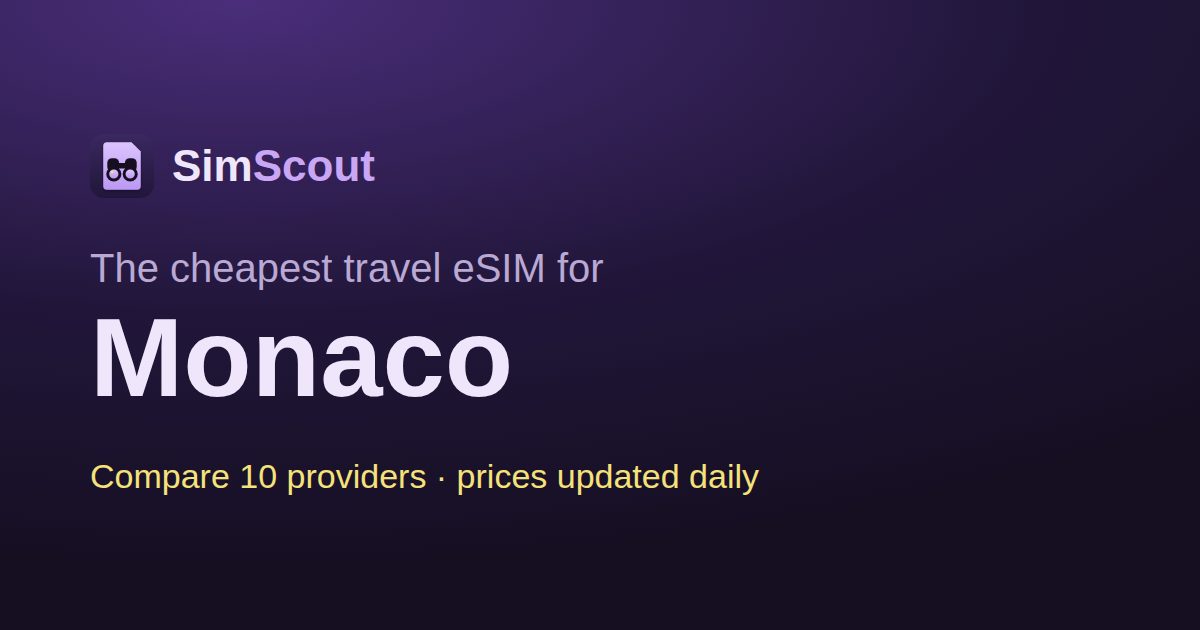 SimScout
The cheapest travel eSIM for
Monaco
Compare 10 providers · prices updated daily